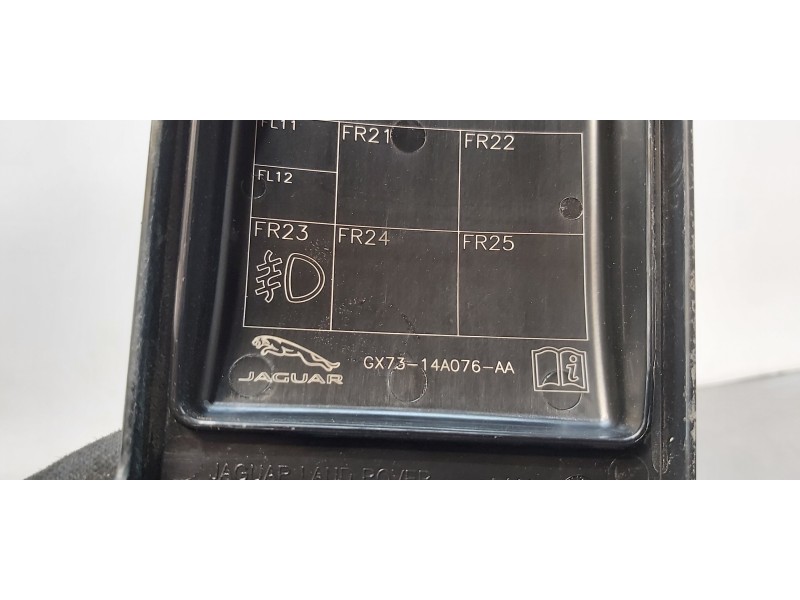 FL11 FR21 FR22
FL12
FR23 FR24 FR25
JAGUAR GX73-14A076-AA
JAGUAR LAND ROVER